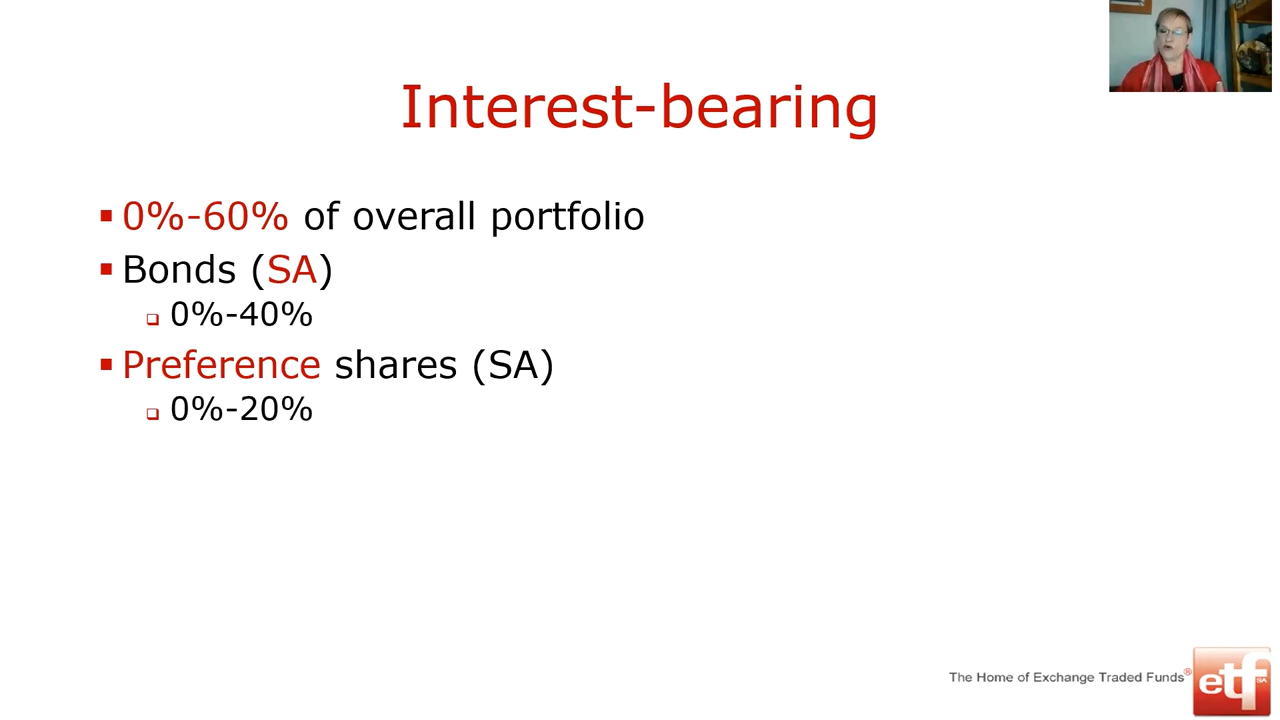 Interest-bearing
0%-60% of overall portfolio
Bonds (SA)
0%-40%
Preference shares (SA)
0%-20%
The Home of Exchange Traded Funds®
etf
SA